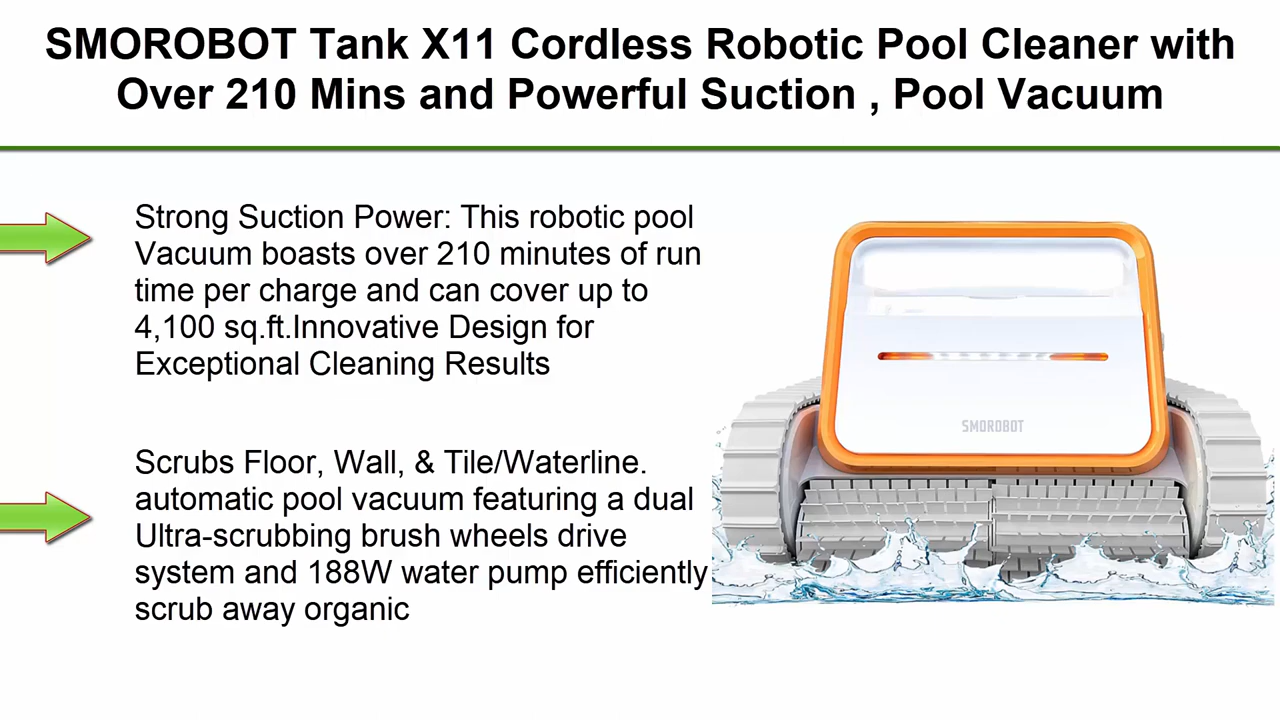 SMOROBOT Tank X11 Cordless Robotic Pool Cleaner with
Over 210 Mins and Powerful Suction , Pool Vacuum
Strong Suction Power: This robotic pool
Vacuum boasts over 210 minutes of run
time per charge and can cover up to
4,100 sq.ft.Innovative Design for
Exceptional Cleaning Results
Scrubs Floor, Wall, & Tile/Waterline.
automatic pool vacuum featuring a dual
Ultra-scrubbing brush wheels drive
system and 188W water pump efficiently
scrub away organic
SMOROBOT